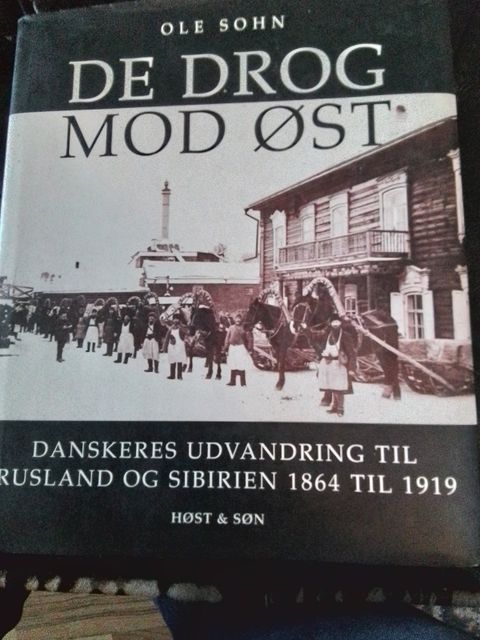 OLE SOHN
DE DROG
MOD ØST
DANSKERES UDVANDRING TIL
RUSLAND OG SIBIRIEN 1864 TIL 1919
HØST & SØN